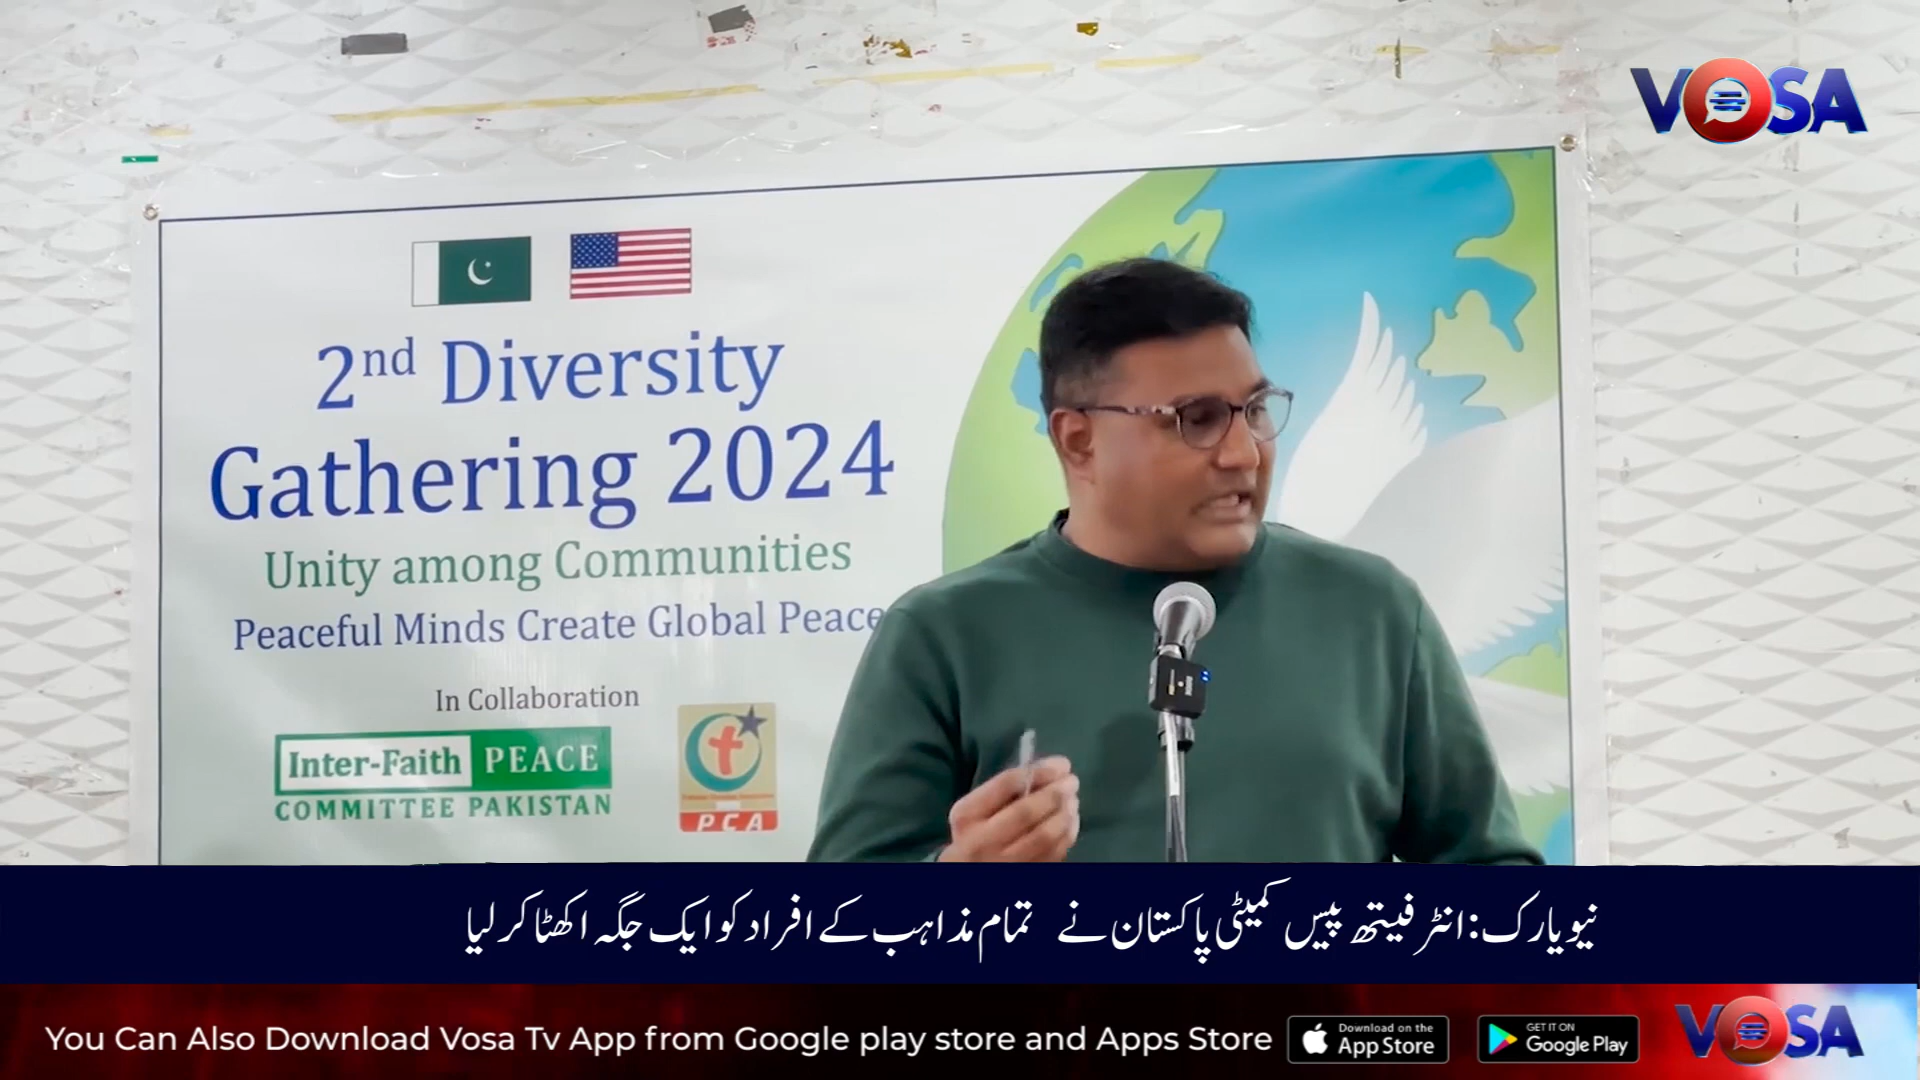 VOSA
2nd Diversity
Gathering 2024
Unity among Communities
Peaceful Minds Create Global Peace
In Collaboration
Inter-Faith PEACE
COMMITTEE PAKISTAN
PCA
نیویارک: انٹر فیتھ پیس کمیٹی پاکستان نے تمام مذاہب کے افراد کو ایک جگہ اکھٹا کر لیا
You Can Also Download Vosa Tv App from Google play store and Apps Store
Download on the
App Store
GET IT ON
Google Play
VOSA